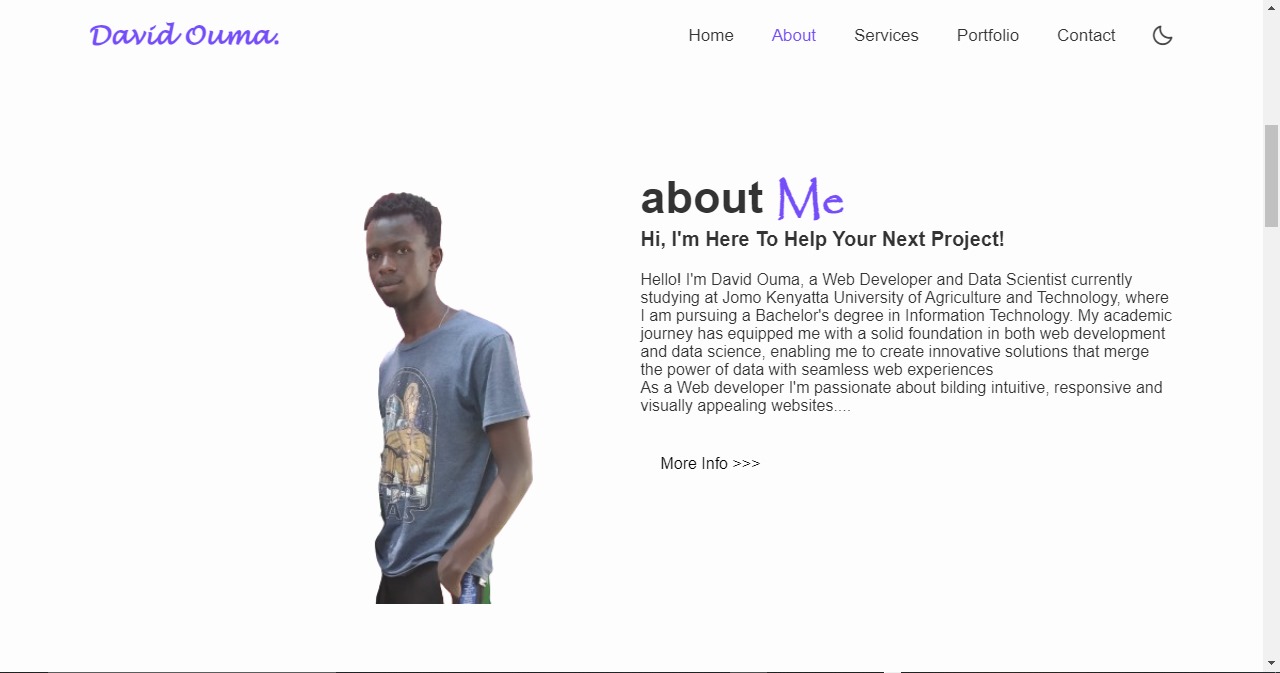 David Ouma.
Home About Services Portfolio Contact
about Me
Hi, I'm Here To Help Your Next Project!
Hello! I'm David Ouma, a Web Developer and Data Scientist currently
studying at Jomo Kenyatta University of Agriculture and Technology, where
I am pursuing a Bachelor's degree in Information Technology. My academic
journey has equipped me with a solid foundation in both web development
and data science, enabling me to create innovative solutions that merge
the power of data with seamless web experiences
As a Web developer I'm passionate about bilding intuitive, responsive and
visually appealing websites....
More Info >>>